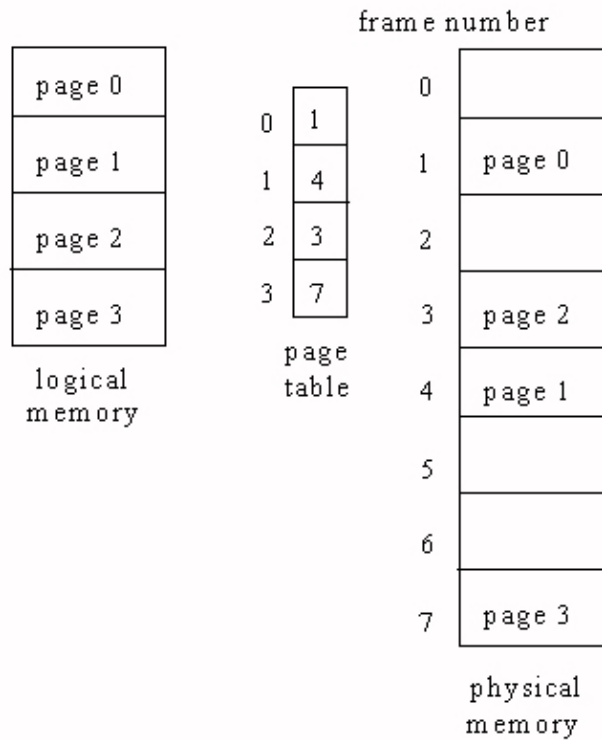 frame number
page 0
page 1
page 2
page 3
logical
memory
0
1
1
4
2
3
3
7
page
table
0
1
page 0
2
3
page 2
4
page 1
5
6
7
page 3
physical
memory